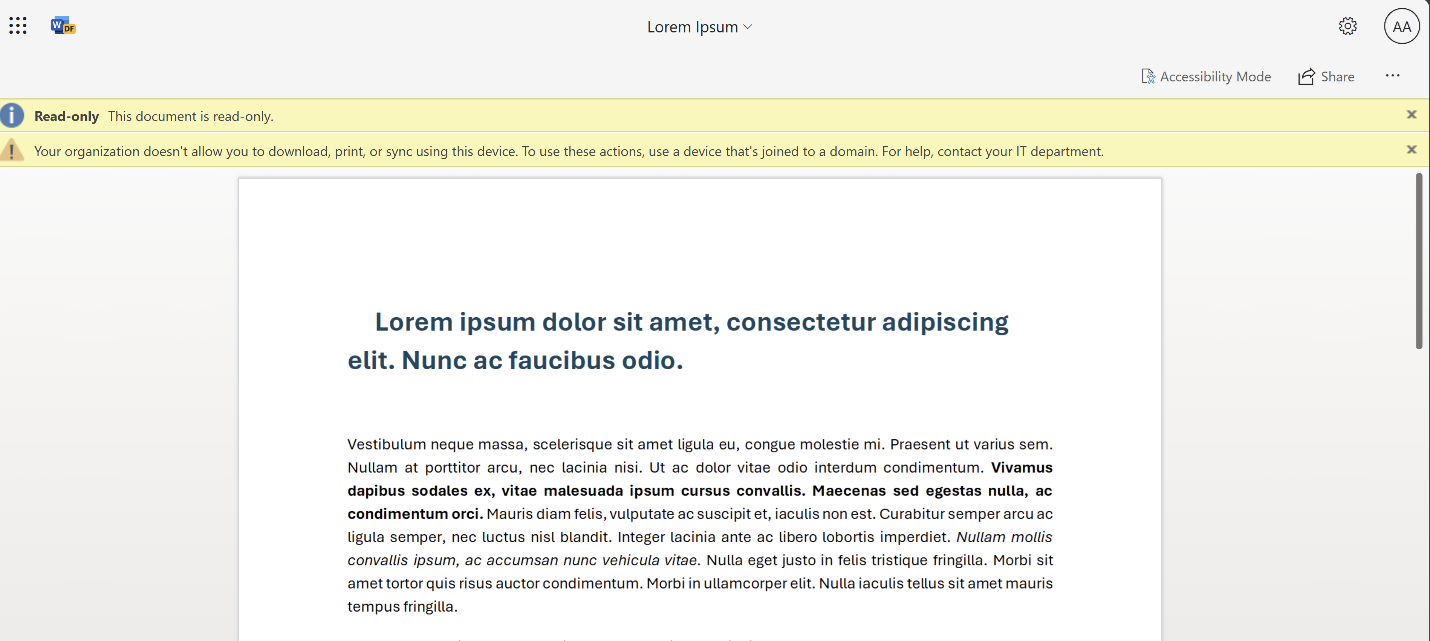 W DF
Lorem Ipsum
AA
Accessibility Mode
Share
Read-only This document is read-only.
Your organization doesn't allow you to download, print, or sync using this device. To use these actions, use a device that's joined to a domain. For help, contact your IT department.
Lorem ipsum dolor sit amet, consectetur adipiscing
elit. Nunc ac faucibus odio.
Vestibulum neque massa, scelerisque sit amet ligula eu, congue molestie mi. Praesent ut varius sem.
Nullam at porttitor arcu, nec lacinia nisi. Ut ac dolor vitae odio interdum condimentum. Vivamus
dapibus sodales ex, vitae malesuada ipsum cursus convallis. Maecenas sed egestas nulla, ac
condimentum orci. Mauris diam felis, vulputate ac suscipit et, iaculis non est. Curabitur semper arcu ac
ligula semper, nec luctus nisl blandit. Integer lacinia ante ac libero lobortis imperdiet. Nullam mollis
convallis ipsum, ac accumsan nunc vehicula vitae. Nulla eget justo in felis tristique fringilla. Morbi sit
amet tortor quis risus auctor condimentum. Morbi in ullamcorper elit. Nulla iaculis tellus sit amet mauris
tempus fringilla.